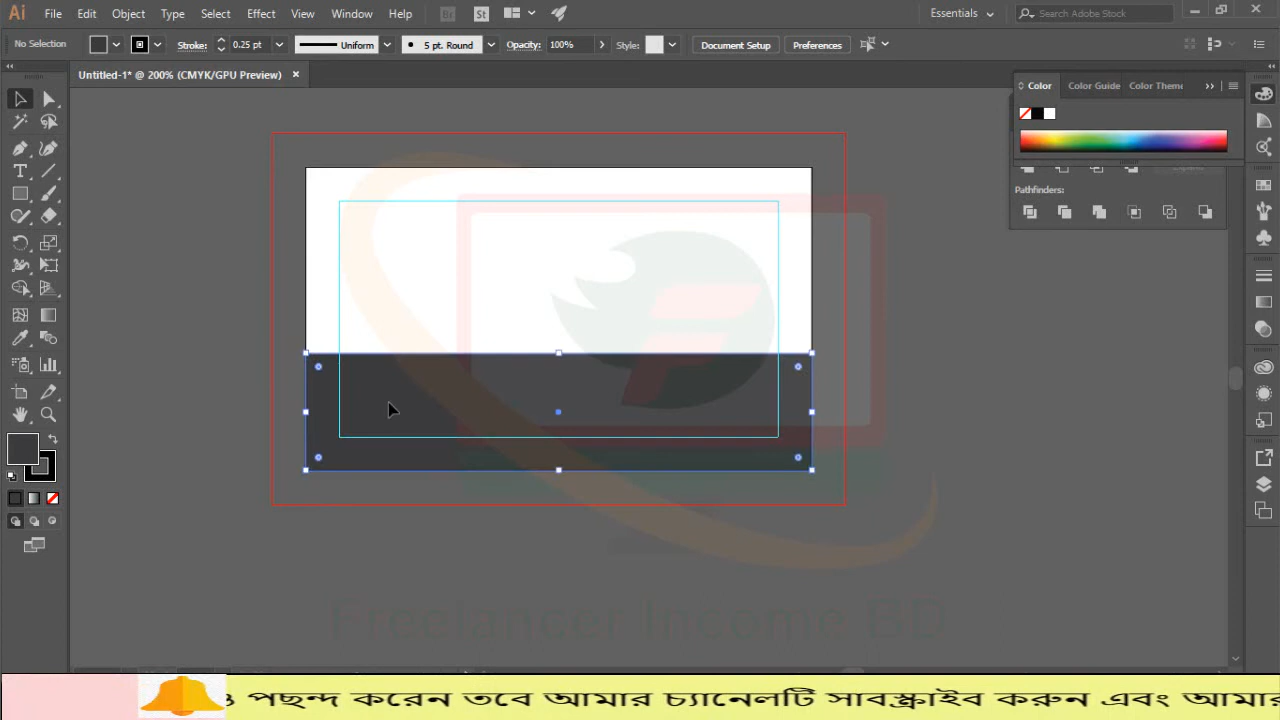 Ai File Edit Object Type Select Effect View Window Help Br St Essentials Search Adobe Stock
No Selection Stroke: 0.25 pt Uniform 5 pt. Round Opacity: 100% Style: Document Setup Preferences
Untitled-1* @ 200% (CMYK/GPU Preview)
Color Color Guide Color Theme
Pathfinders:
F
Freelancer Income BD
ও পছন্দ করেন তবে আমার চ্যানেলটি সাবস্ক্রাইব করুন এবং আমার